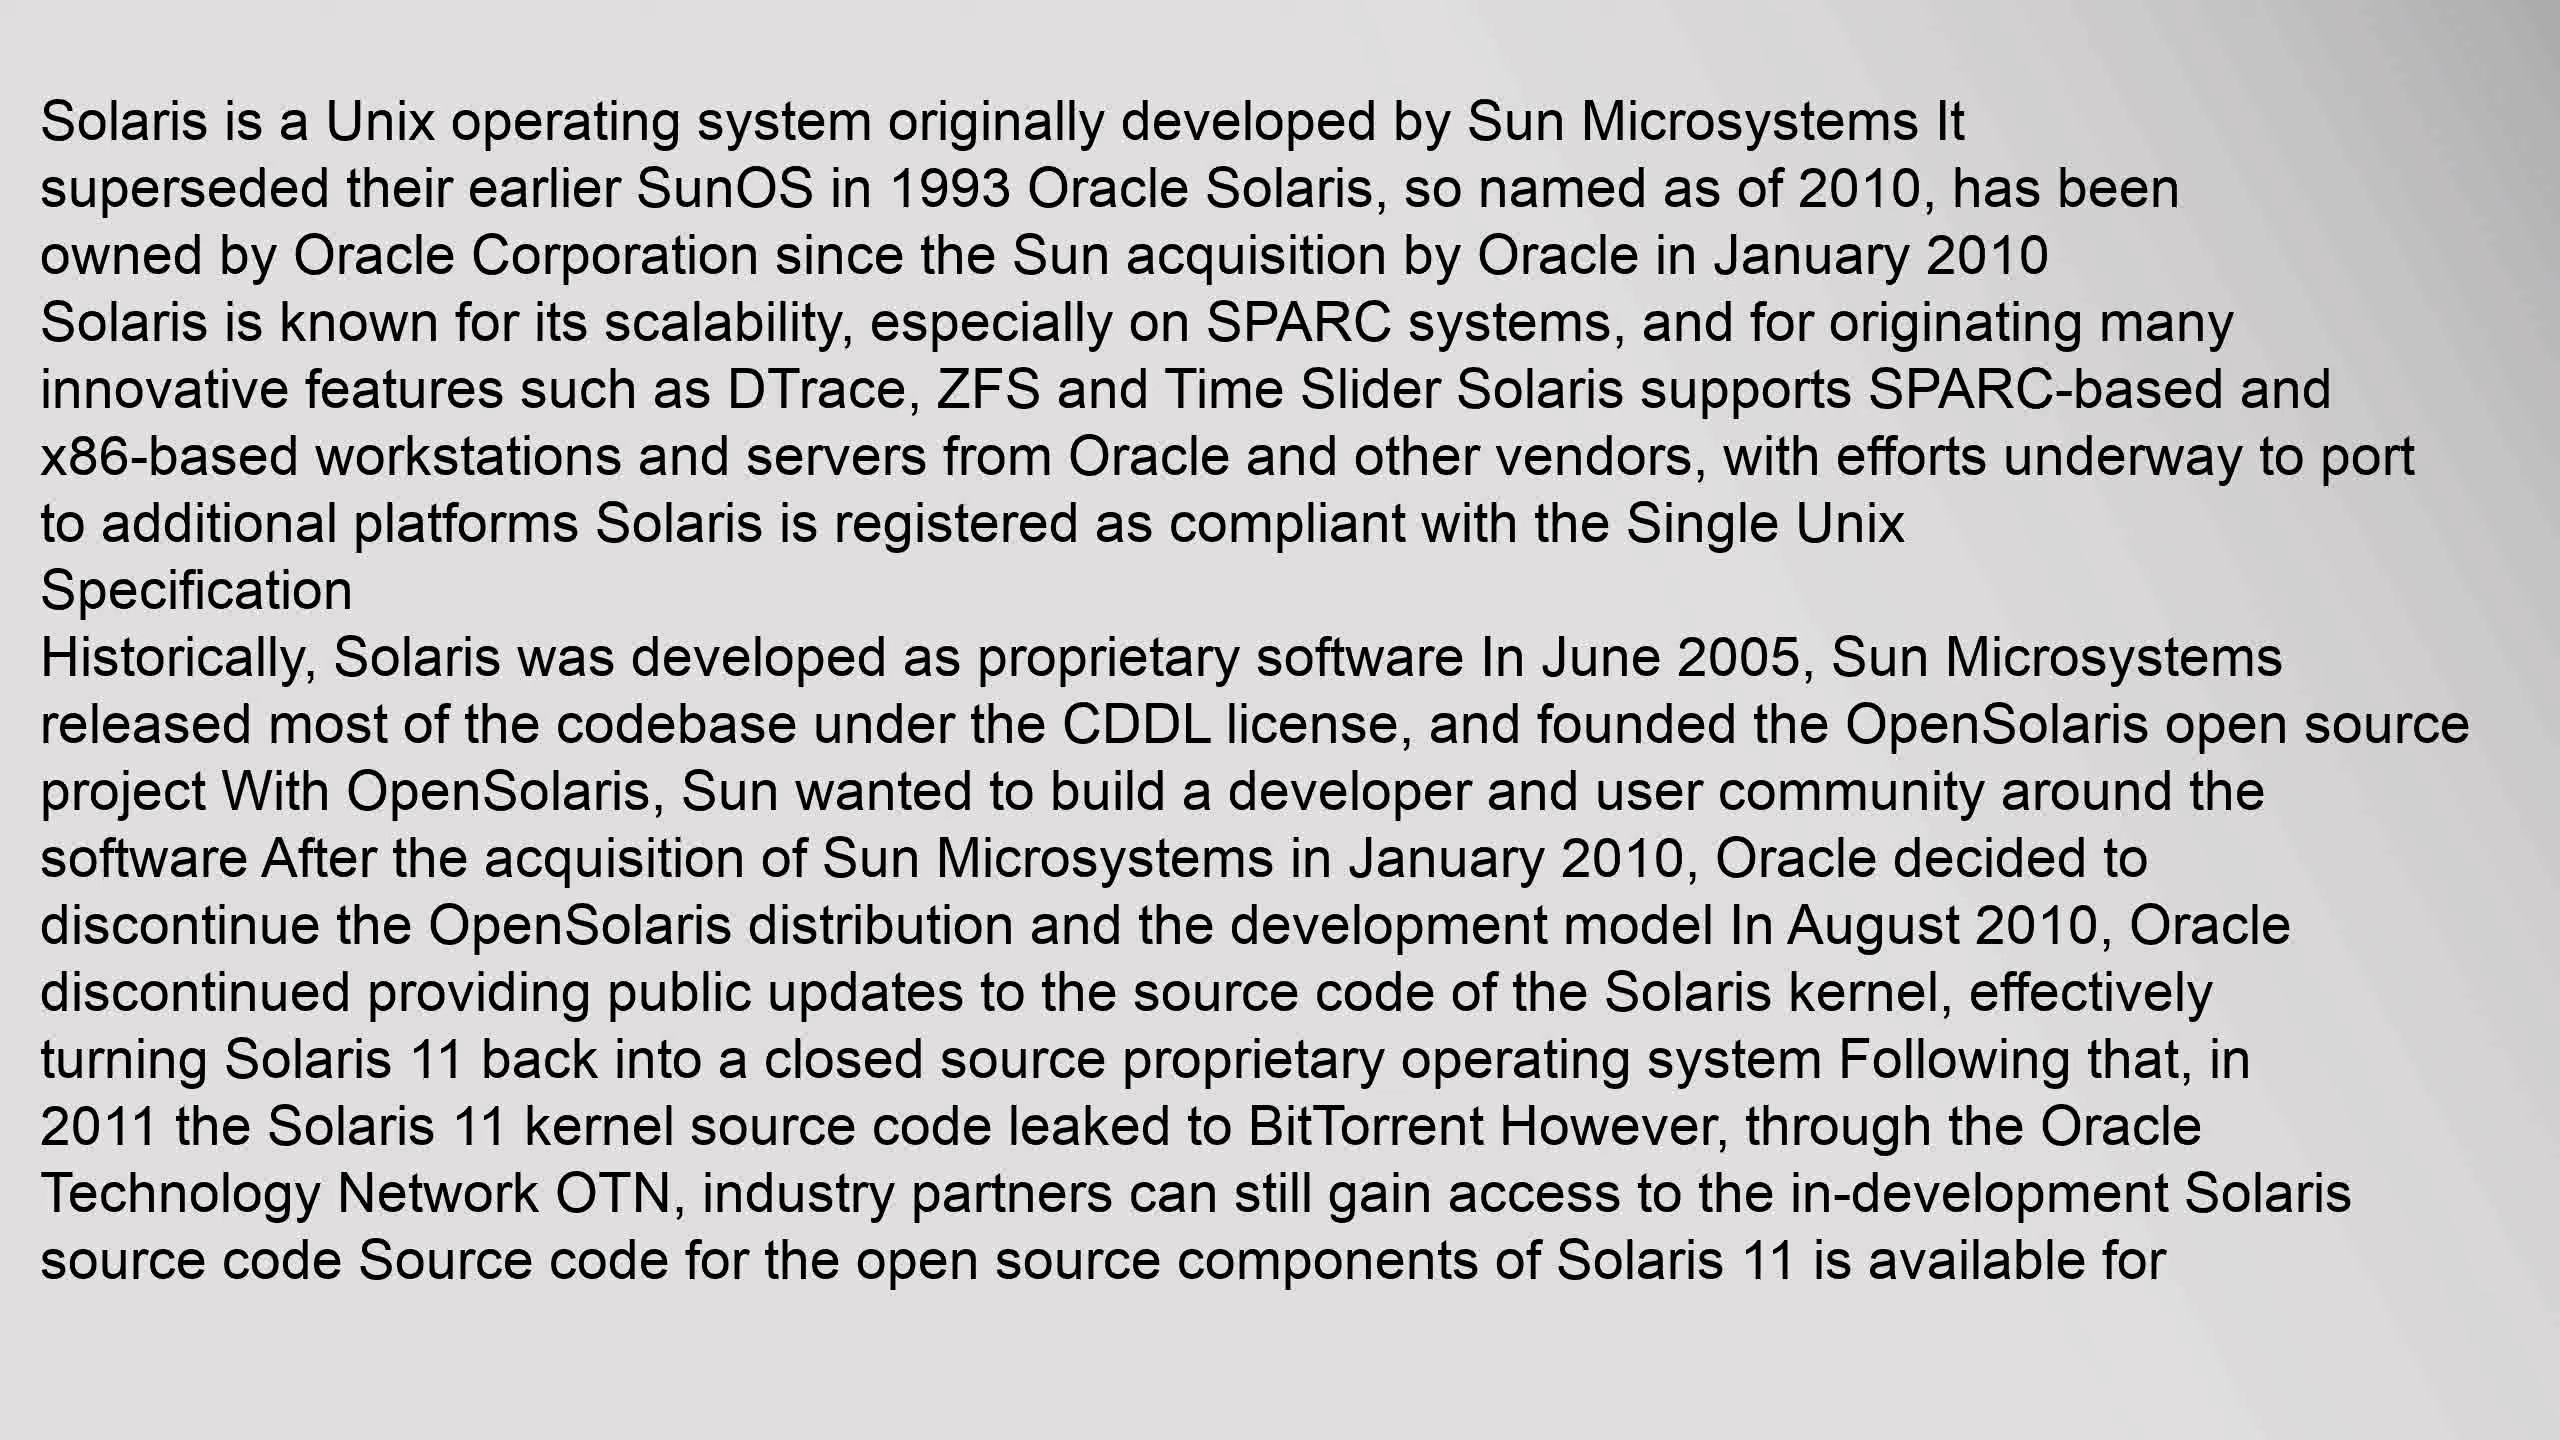 Solaris is a Unix operating system originally developed by Sun Microsystems It
superseded their earlier SunOS in 1993 Oracle Solaris, so named as of 2010, has been
owned by Oracle Corporation since the Sun acquisition by Oracle in January 2010
Solaris is known for its scalability, especially on SPARC systems, and for originating many
innovative features such as DTrace, ZFS and Time Slider Solaris supports SPARC-based and
x86-based workstations and servers from Oracle and other vendors, with efforts underway to port
to additional platforms Solaris is registered as compliant with the Single Unix
Specification
Historically, Solaris was developed as proprietary software In June 2005, Sun Microsystems
released most of the codebase under the CDDL license, and founded the OpenSolaris open source
project With OpenSolaris, Sun wanted to build a developer and user community around the
software After the acquisition of Sun Microsystems in January 2010, Oracle decided to
discontinue the OpenSolaris distribution and the development model In August 2010, Oracle
discontinued providing public updates to the source code of the Solaris kernel, effectively
turning Solaris 11 back into a closed source proprietary operating system Following that, in
2011 the Solaris 11 kernel source code leaked to BitTorrent However, through the Oracle
Technology Network OTN, industry partners can still gain access to the in-development Solaris
source code Source code for the open source components of Solaris 11 is available for